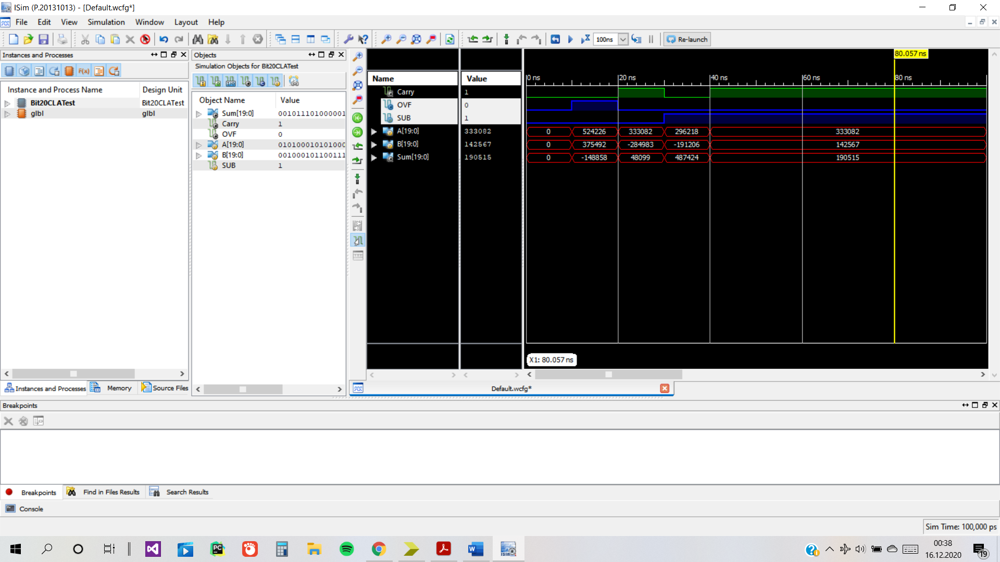 ISim (P.20131013) - [Default.wcfg*]
File Edit View Simulation Window Layout Help
100ns Re-launch
Instances and Processes
F(x)
Instance and Process Name Design Unit
Bit20CLATest Bit20CLATest
glbl glbl
Instances and Processes Memory Source Files
Objects
Simulation Objects for Bit20CLATest
Object Name Value
Sum[19:0] 001011101000001
Carry 1
OVF 0
A[19:0] 010100010101000
B[19:0] 001000101100111
SUB 1
Name Value
Carry 1
OVF 0
SUB 1
A[19:0] 333082
B[19:0] 142567
Sum[19:0] 190515
80.057 ns
0 ns 20 ns 40 ns 60 ns 80 ns
0 524226 333082 296218 333082
0 375492 -284983 -191206 142567
0 -148858 48099 487424 190515
X1: 80.057 ns
Default.wcfg*
Breakpoints
Breakpoints Find in Files Results Search Results
Console
Sim Time: 100,000 ps
PC
W
ISim
00:38
16.12.2020
19